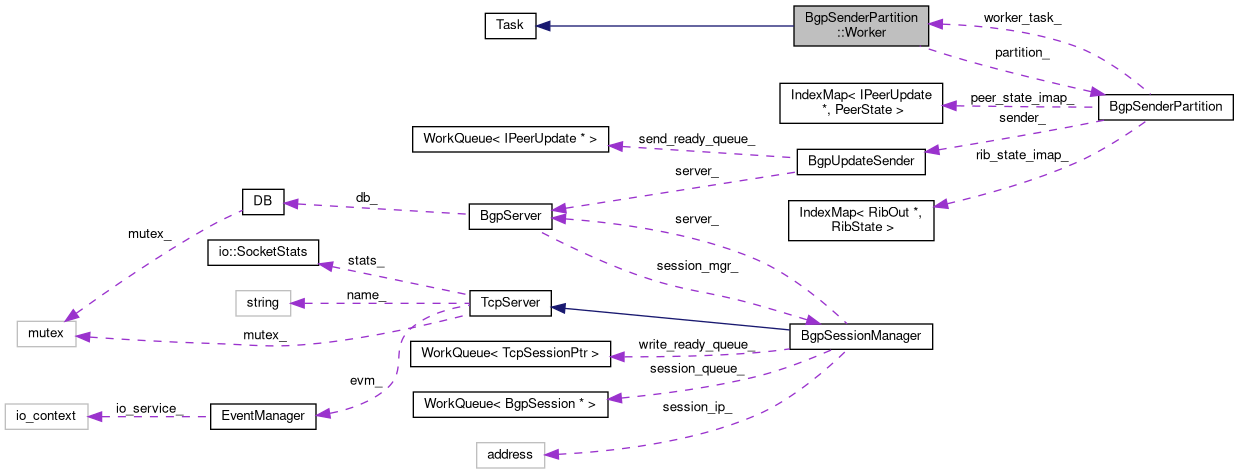 BgpSenderPartition
::Worker
Task
worker_task_
partition_
IndexMap< IPeerUpdate
*, PeerState >
peer_state_imap_
BgpSenderPartition
sender_
WorkQueue< IPeerUpdate * >
send_ready_queue_
BgpUpdateSender
rib_state_imap_
server_
DB
db_
BgpServer
server_
IndexMap< RibOut *,
RibState >
mutex_
io::SocketStats
stats_
session_mgr_
string
name_
TcpServer
mutex
mutex_
BgpSessionManager
WorkQueue< TcpSessionPtr >
write_ready_queue_
session_queue_
evm_
WorkQueue< BgpSession * >
session_ip_
io_context
io_service_
EventManager
address